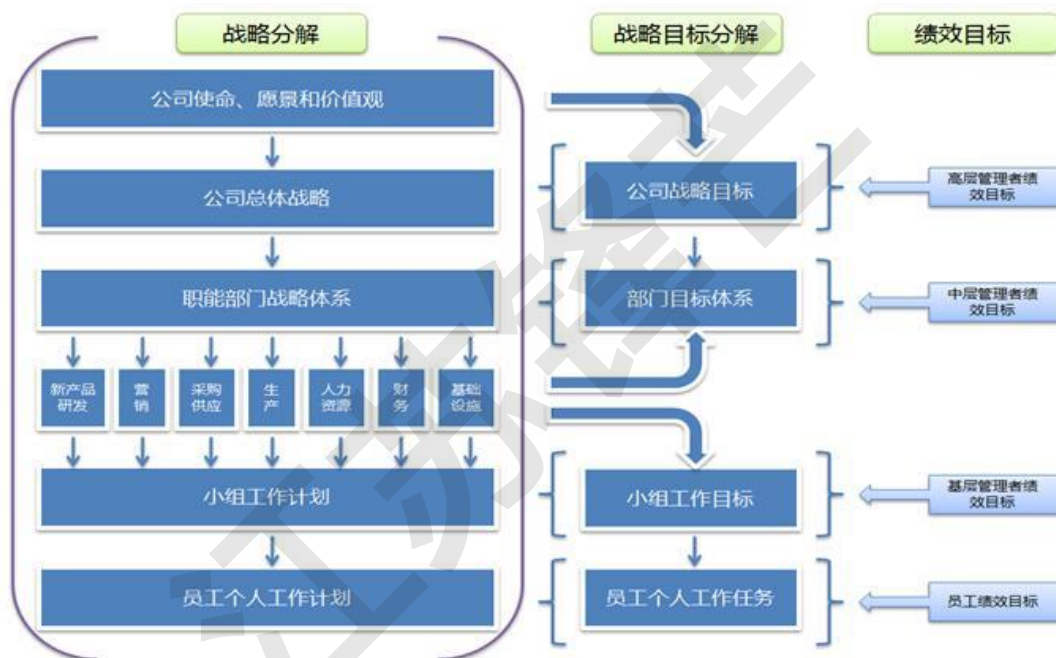 战略分解
战略目标分解
绩效目标
公司使命、愿景和价值观
公司总体战略
公司战略目标
高层管理者绩
效目标
职能部门战略体系
部门目标体系
中层管理者绩
效目标
新产品
研发
营
销
采购
供应
生
产
人力
资源
财
务
基础
设施
小组工作计划
小组工作目标
基层管理者绩
效目标
员工个人工作计划
员工个人工作任务
员工绩效目标
江苏锋芒